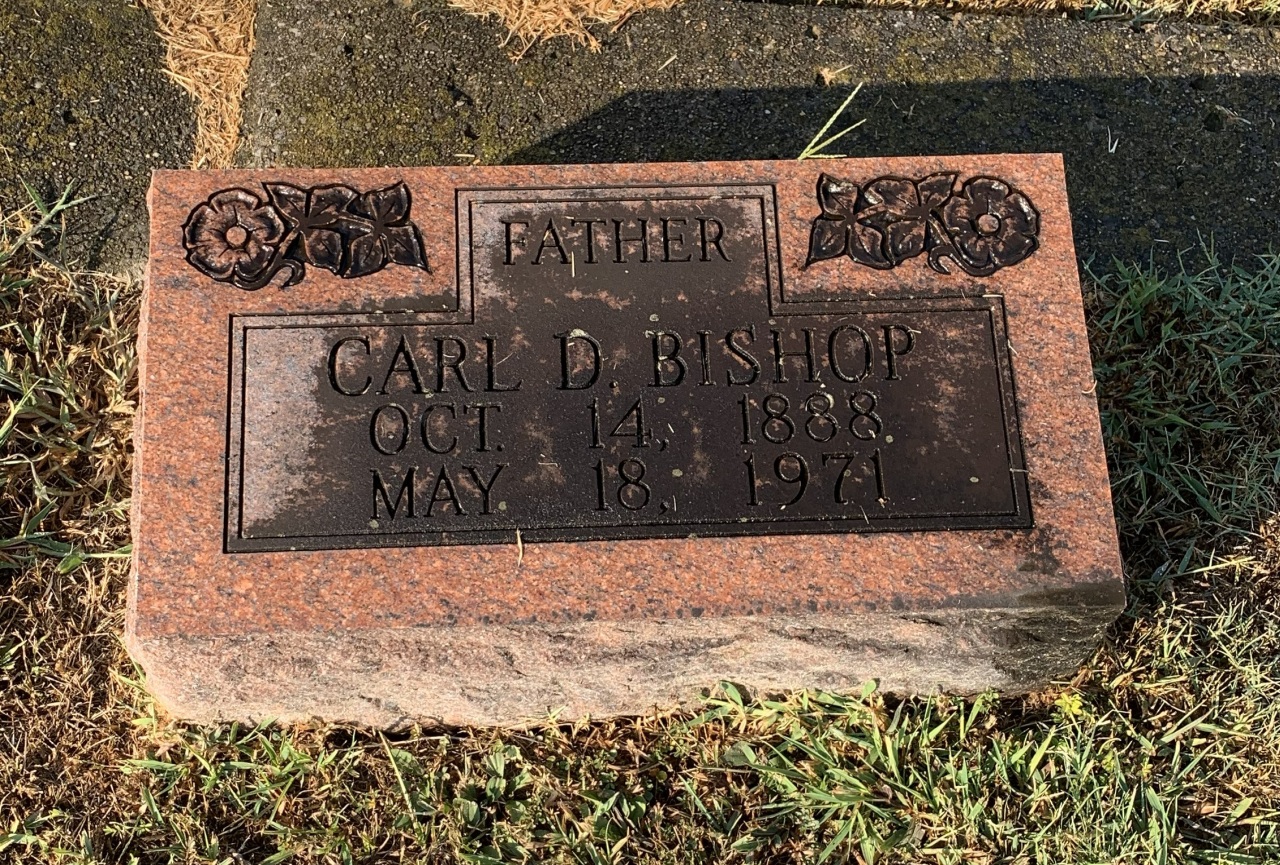 FATHER
CARL D. BISHOP
OCT. 14, 1888
MAY 18, 1971